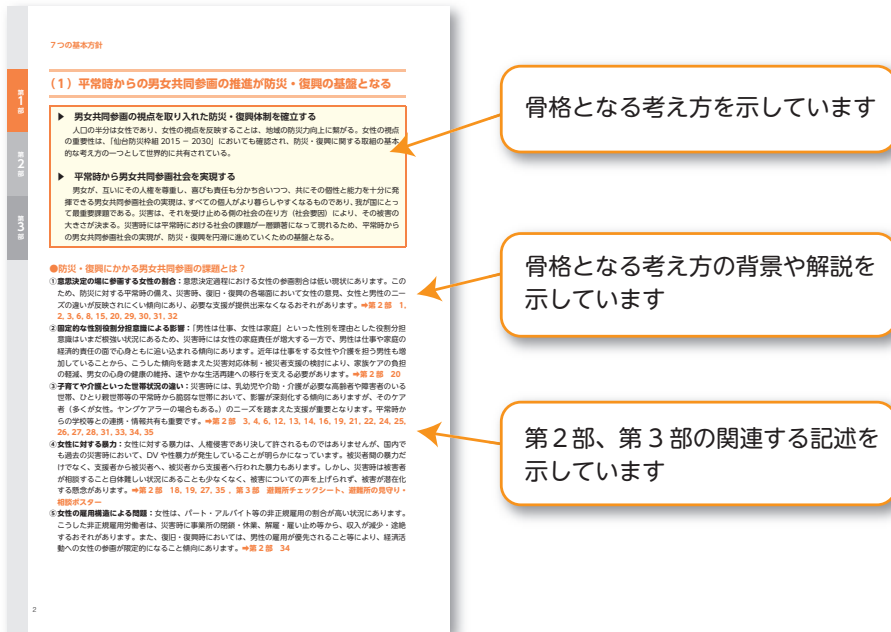 7つの基本方針
第1部
第2部
第3部
（1）平常時からの男女共同参画の推進が防災・復興の基盤となる
▶ 男女共同参画の視点を取り入れた防災・復興体制を確立する
人口の半分は女性であり、女性の視点を反映することは、地域の防災力向上に繋がる。女性の視点
の重要性は、「仙台防災枠組 2015 − 2030」においても確認され、防災・復興に関する取組の基本
的な考え方の一つとして世界的に共有されている。
▶ 平常時から男女共同参画社会を実現する
男女が、互いにその人権を尊重し、喜びも責任も分かち合いつつ、共にその個性と能力を十分に発
揮できる男女共同参画社会の実現は、すべての個人がより暮らしやすくなるものであり、我が国にとっ
て最重要課題である。災害は、それを受け止める側の社会の在り方（社会要因）により、その被害の
大きさが決まる。災害時には平常時における社会の課題が一層顕著になって現れるため、平常時から
の男女共同参画社会の実現が、防災・復興を円滑に進めていくための基盤となる。
●防災・復興にかかる男女共同参画の課題とは？
①意思決定の場に参画する女性の割合：意思決定過程における女性の参画割合は低い現状にあります。この
ため、防災に対する平常時の備え、災害時、復旧・復興の各場面において女性の意見、女性と男性のニー
ズの違いが反映されにくい傾向にあり、必要な支援が提供出来なくなるおそれがあります。➡第２部 1,
2, 3, 6, 8, 15, 20, 29, 30, 31, 32
②固定的な性別役割分担意識による影響：「男性は仕事、女性は家庭」といった性別を理由とした役割分担
意識はいまだ根強い状況にあるため、災害時には女性の家庭責任が増大する一方で、男性は仕事や家庭の
経済的責任の面で心身ともに追い込まれる傾向にあります。近年は仕事をする女性や介護を担う男性も増
加していることから、こうした傾向を踏まえた災害対応体制・被災者支援の検討により、家族ケアの負担
の軽減、男女の心身の健康の維持、速やかな生活再建への移行を支える必要があります。➡第２部 20
③子育てや介護といった世帯状況の違い：災害時には、乳幼児や介助・介護が必要な高齢者や障害者のいる
世帯、ひとり親世帯等の平常時から脆弱な世帯において、影響が深刻化する傾向にありますが、そのケア
者（多くが女性。ヤングケアラーの場合もある。）のニーズを踏まえた支援が重要となります。平常時か
らの学校等との連携・情報共有も重要です。➡第２部 3, 4, 6, 12, 13, 14, 16, 19, 21, 22, 24, 25,
26, 27, 28, 31, 33, 34, 35
④女性に対する暴力：女性に対する暴力は、人権侵害であり決して許されるものではありませんが、国内で
も過去の災害時において、DV や性暴力が発生していることが明らかになっています。被災者間の暴力だ
けでなく、支援者から被災者へ、被災者から支援者へ行われた暴力もあります。しかし、災害時は被害者
が相談すること自体難しい状況にあることも少なくなく、被害についての声を上げられず、被害が潜在化
する懸念があります。➡第２部 18, 19, 27, 35 ，第３部 避難所チェックシート、避難所の見守り・
相談ポスター
⑤女性の雇用構造による問題：女性は、パート・アルバイト等の非正規雇用の割合が高い状況にあります。
こうした非正規雇用労働者は、災害時に事業所の閉鎖・休業、解雇・雇い止め等から、収入が減少・途絶
するおそれがあります。また、復旧・復興時においては、男性の雇用が優先されること等により、経済活
動への女性の参画が限定的になること傾向にあります。➡第２部 34
2
骨格となる考え方を示しています
骨格となる考え方の背景や解説を
示しています
第２部、第３部の関連する記述を
示しています